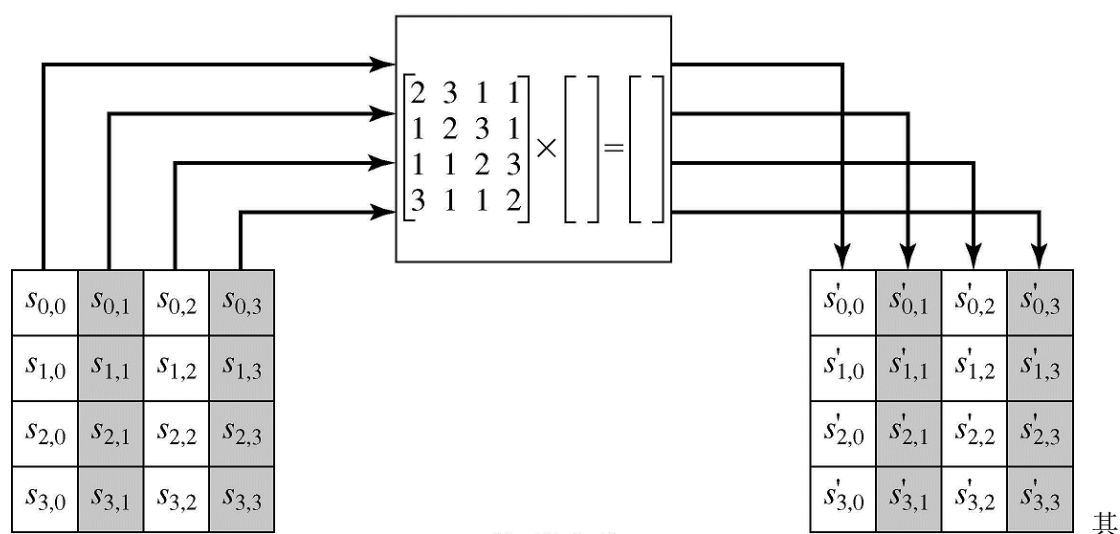 2 3 1 1
1 2 3 1
1 1 2 3
3 1 1 2
× =
s0,0 s0,1 s0,2 s0,3
s1,0 s1,1 s1,2 s1,3
s2,0 s2,1 s2,2 s2,3
s3,0 s3,1 s3,2 s3,3
s'0,0 s'0,1 s'0,2 s'0,3
s'1,0 s'1,1 s'1,2 s'1,3
s'2,0 s'2,1 s'2,2 s'2,3
s'3,0 s'3,1 s'3,2 s'3,3
其